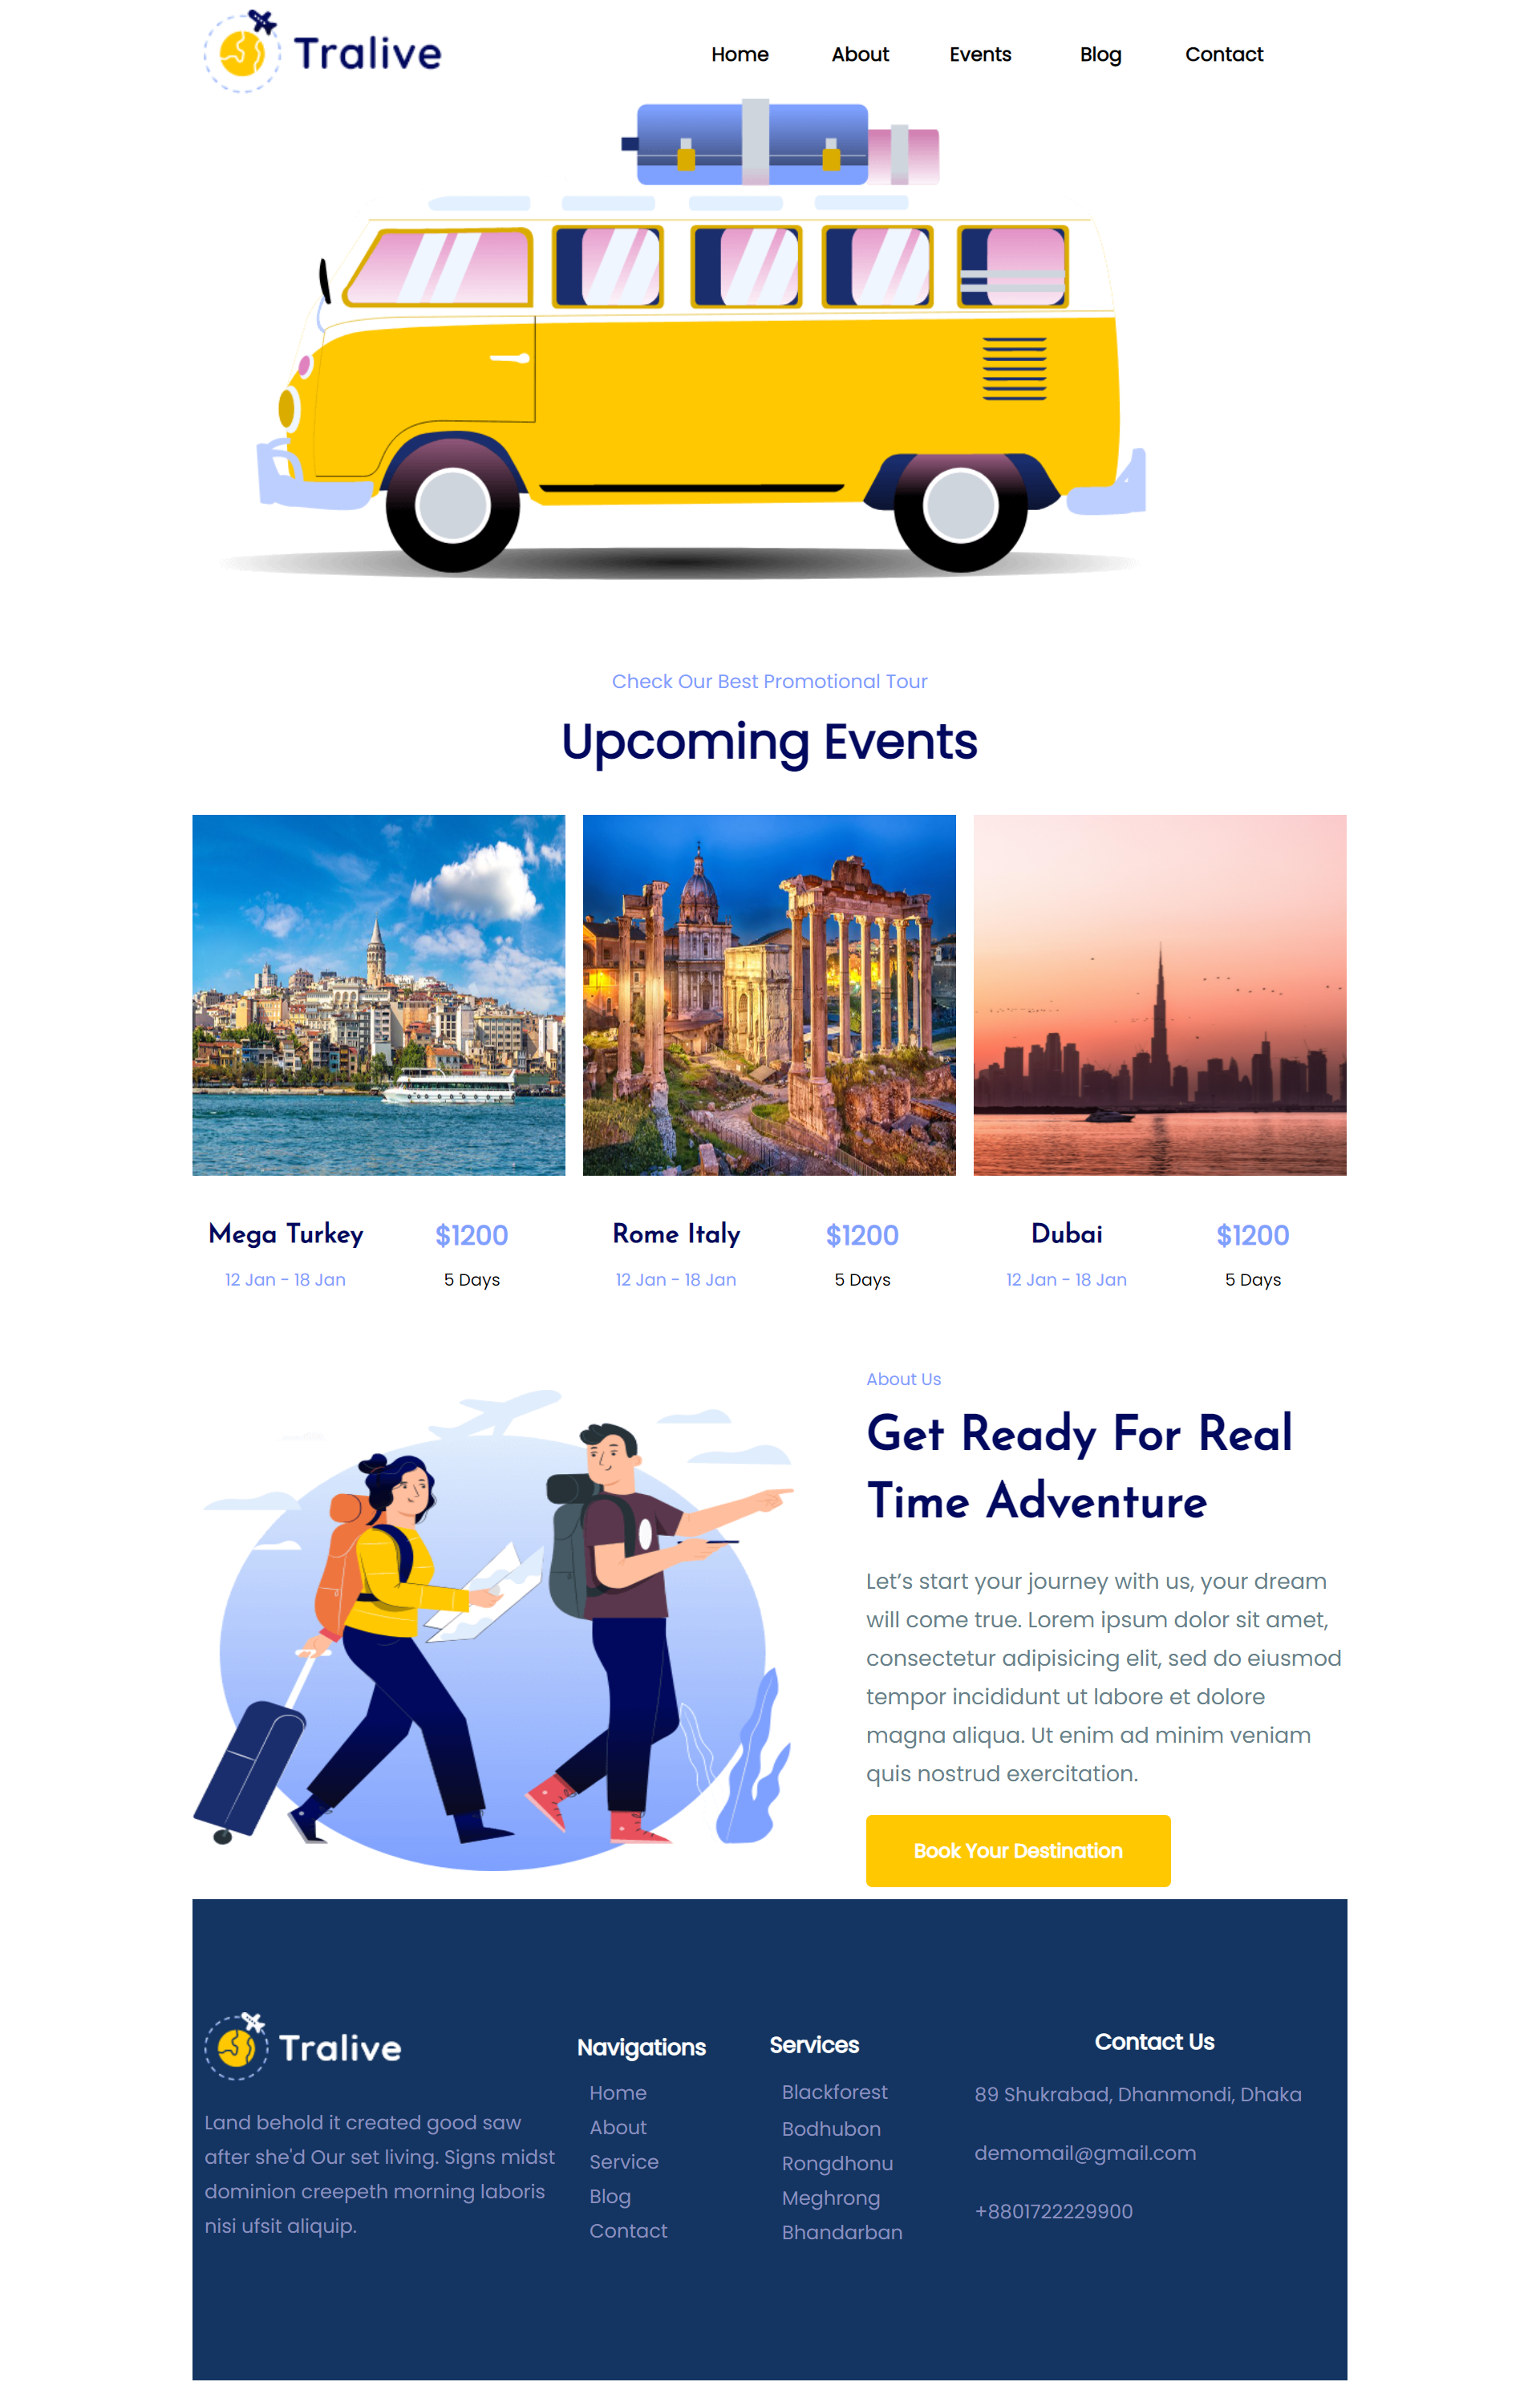 Tralive
Home About Events Blog Contact
Check Our Best Promotional Tour
Upcoming Events
Mega Turkey $1200
12 Jan - 18 Jan 5 Days
Rome Italy $1200
12 Jan - 18 Jan 5 Days
Dubai $1200
12 Jan - 18 Jan 5 Days
About Us
Get Ready For Real
Time Adventure
Let’s start your journey with us, your dream
will come true. Lorem ipsum dolor sit amet,
consectetur adipisicing elit, sed do eiusmod
tempor incididunt ut labore et dolore
magna aliqua. Ut enim ad minim veniam
quis nostrud exercitation.
Book Your Destination
Tralive
Land behold it created good saw
after she'd Our set living. Signs midst
dominion creepeth morning laboris
nisi ufsit aliquip.
Navigations
Home
About
Service
Blog
Contact
Services
Blackforest
Bodhubon
Rongdhonu
Meghrong
Bhandarban
Contact Us
89 Shukrabad, Dhanmondi, Dhaka
demomail@gmail.com
+8801722229900